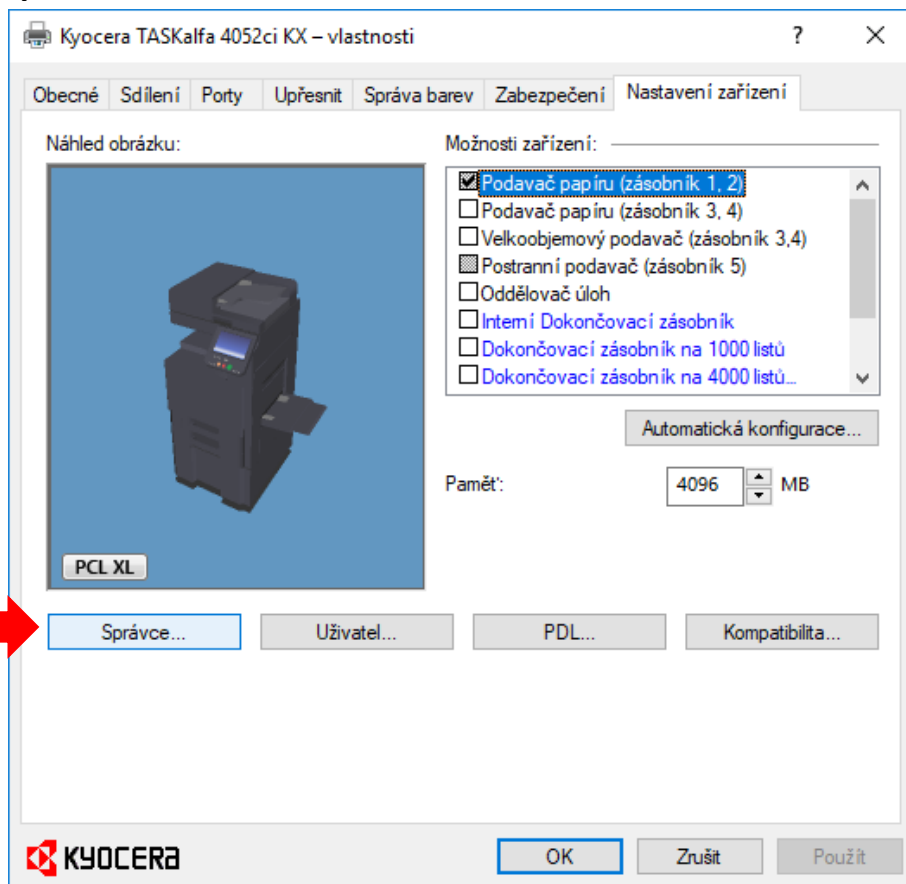 Kyocera TASKalfa 4052ci KX – vlastnosti
?
Obecné Sdílení Porty Upřesnit Správa barev Zabezpečení Nastavení zařízení
Náhled obrázku:
Možnosti zařízení:
Podavač papíru (zásobník 1, 2)
Podavač papíru (zásobník 3, 4)
Velkoobjemový podavač (zásobník 3,4)
Postranní podavač (zásobník 5)
Oddělovač úloh
Interní Dokončovací zásobník
Dokončovací zásobník na 1000 listů
Dokončovací zásobník na 4000 listů...
Automatická konfigurace...
Paměť: 4096 MB
PCL XL
Správce... Uživatel... PDL... Kompatibilita...
KYOCERA
OK Zrušit Použít